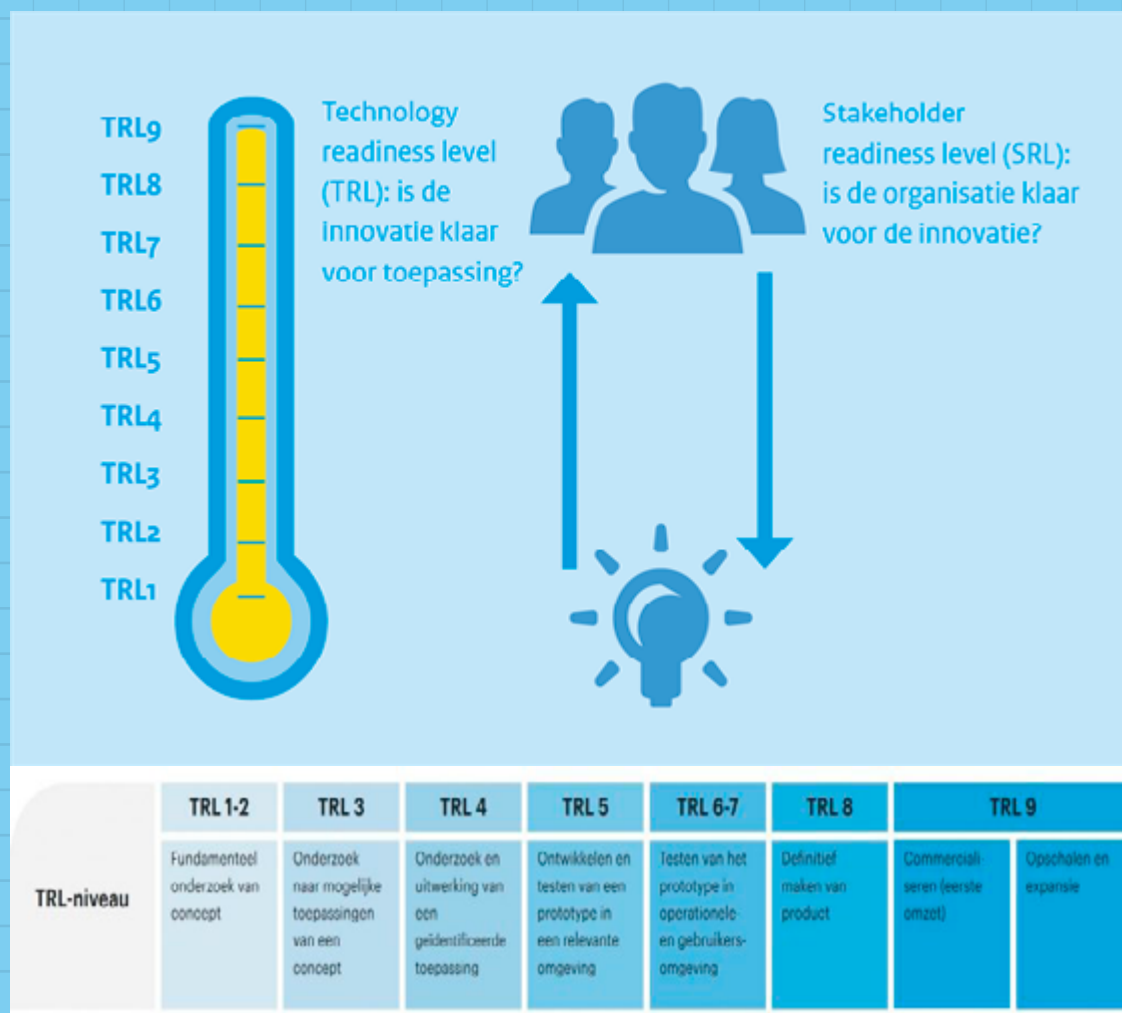 TRL9
TRL8
TRL7
TRL6
TRL5
TRL4
TRL3
TRL2
TRL1
Technology
readiness level
(TRL): is de
innovatie klaar
voor toepassing?
Stakeholder
readiness level (SRL):
is de organisatie klaar
voor de innovatie?
TRL-niveau
TRL 1-2
Fundamenteel
onderzoek van
concept
TRL 3
Onderzoek
naar mogelijke
toepassingen
van een
concept
TRL 4
Onderzoek en
uitwerking van
een
geïdentificeerde
toepassing
TRL 5
Ontwikkelen en
testen van een
prototype in
een relevante
omgeving
TRL 6-7
Testen van het
prototype in
operationele-
en gebruikers-
omgeving
TRL 8
Definitief
maken van
product
TRL 9
Commerciali-
seren (eerste
omzet)
Opschalen en
expansie